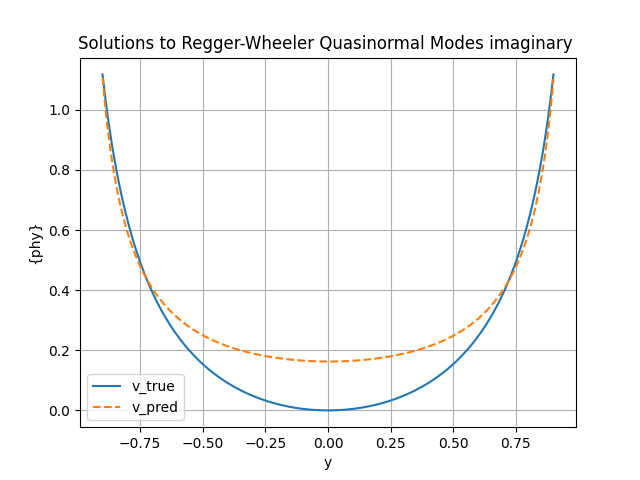 Solutions to Regger-Wheeler Quasinormal Modes imaginary
{phy}
1.0
0.8
0.6
0.4
0.2
0.0
v_true
v_pred
−0.75 −0.50 −0.25 0.00 0.25 0.50 0.75
y